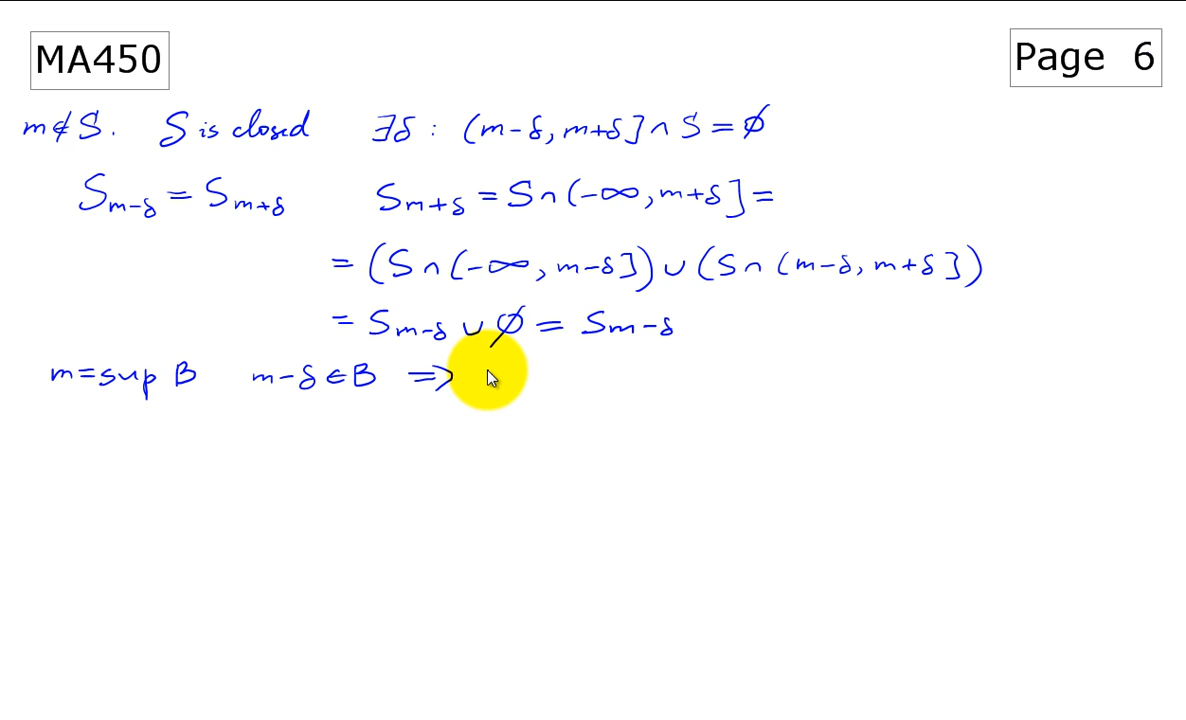 MA450
Page 6
m∉S. S is closed ∃δ : (m-δ, m+δ] ∩ S = ∅
S_{m-δ} = S_{m+δ} S_{m+δ} = S∩(-∞, m+δ] =
= (S∩(-∞, m-δ]) ∪ (S∩(m-δ, m+δ])
= S_{m-δ} ∪ ∅ = S_{m-δ}
m = sup B m-δ∈B ⇒